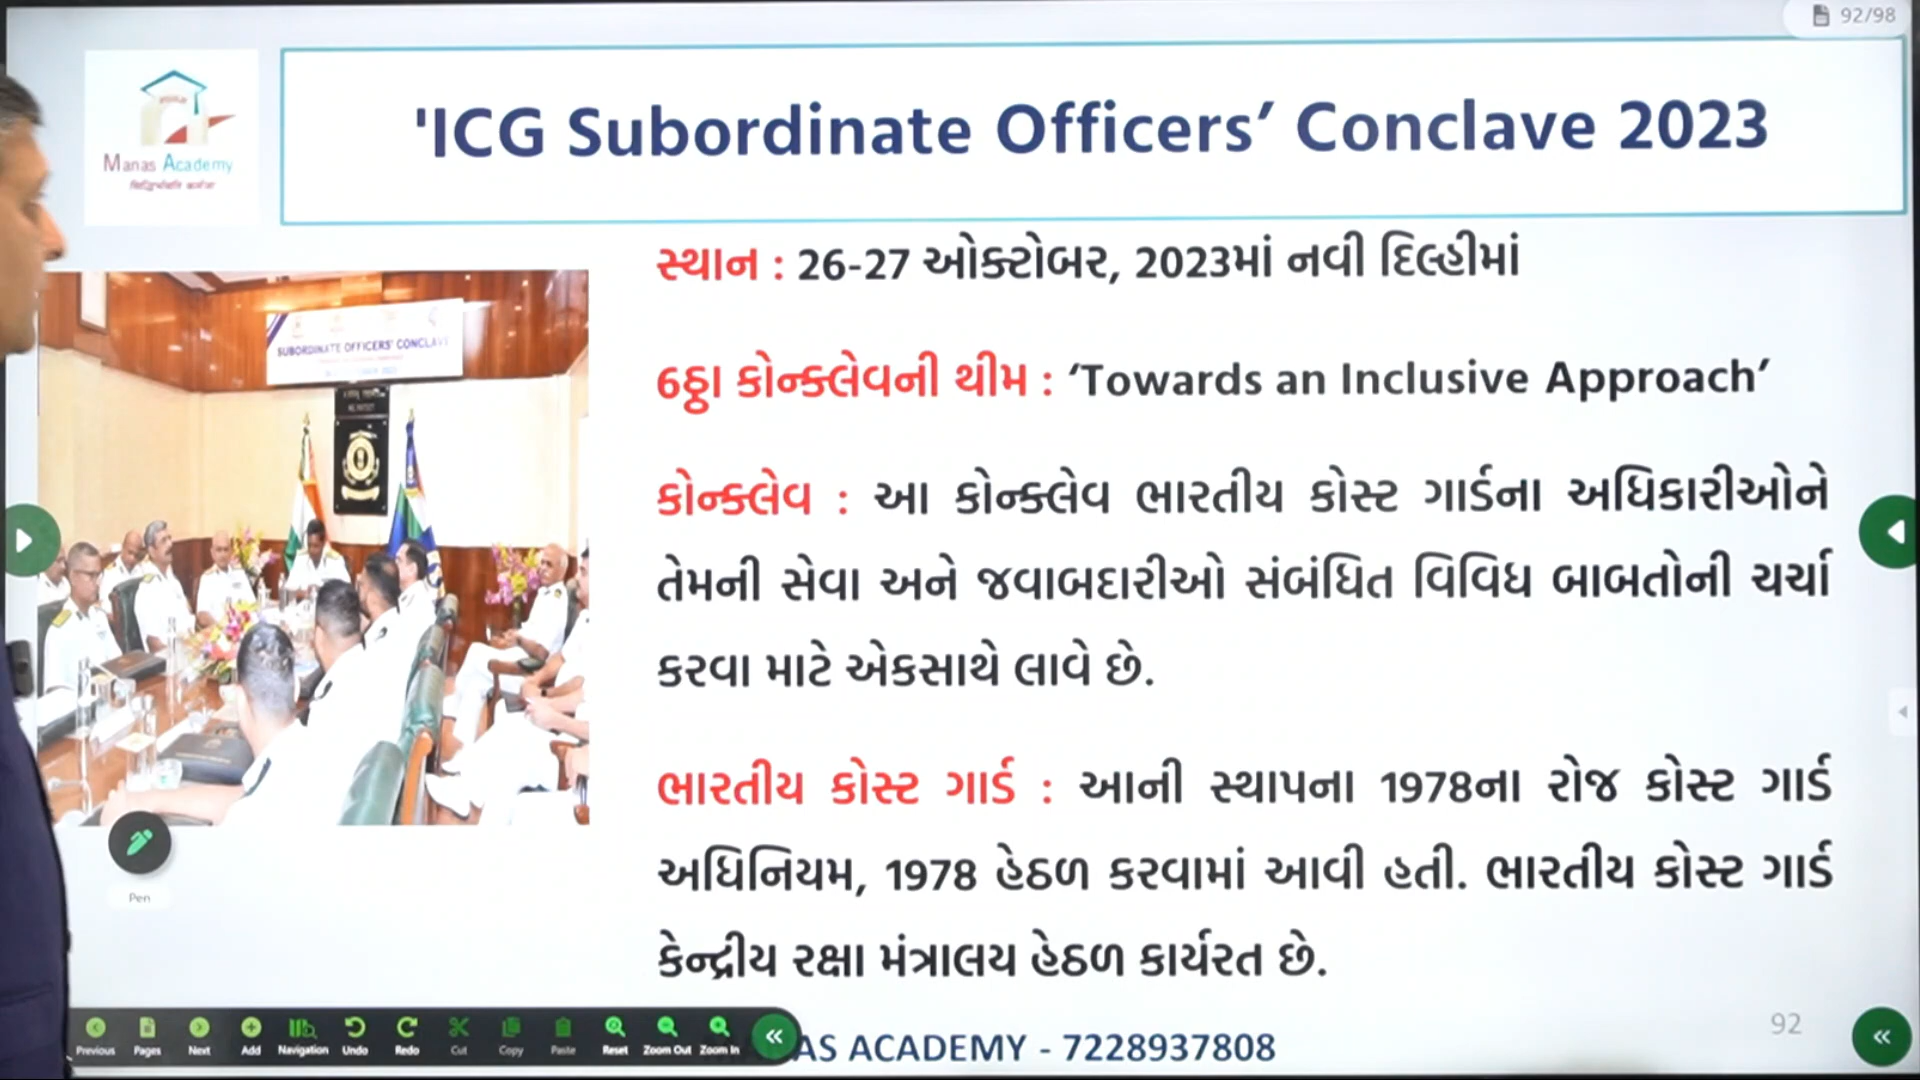 92/98
'ICG Subordinate Officers’ Conclave 2023
Manas Academy
સ્થાન : 26-27 ઓક્ટોબર, 2023માં નવી દિલ્હીમાં
SUBORDINATE OFFICERS' CONCLAVE
6ઠ્ઠા કોન્ક્લેવની થીમ : ‘Towards an Inclusive Approach’
કોન્ક્લેવ : આ કોન્ક્લેવ ભારતીય કોસ્ટ ગાર્ડના અધિકારીઓને
તેમની સેવા અને જવાબદારીઓ સંબંધિત વિવિધ બાબતોની ચર્ચા
કરવા માટે એકસાથે લાવે છે.
ભારતીય કોસ્ટ ગાર્ડ : આની સ્થાપના 1978ના રોજ કોસ્ટ ગાર્ડ
અધિનિયમ, 1978 હેઠળ કરવામાં આવી હતી. ભારતીય કોસ્ટ ગાર્ડ
કેન્દ્રીય રક્ષા મંત્રાલય હેઠળ કાર્યરત છે.
Pen
92
Previous Pages Next Add Navigation Undo Redo Cut Copy Paste Reset Zoom Out Zoom In
AS ACADEMY - 7228937808